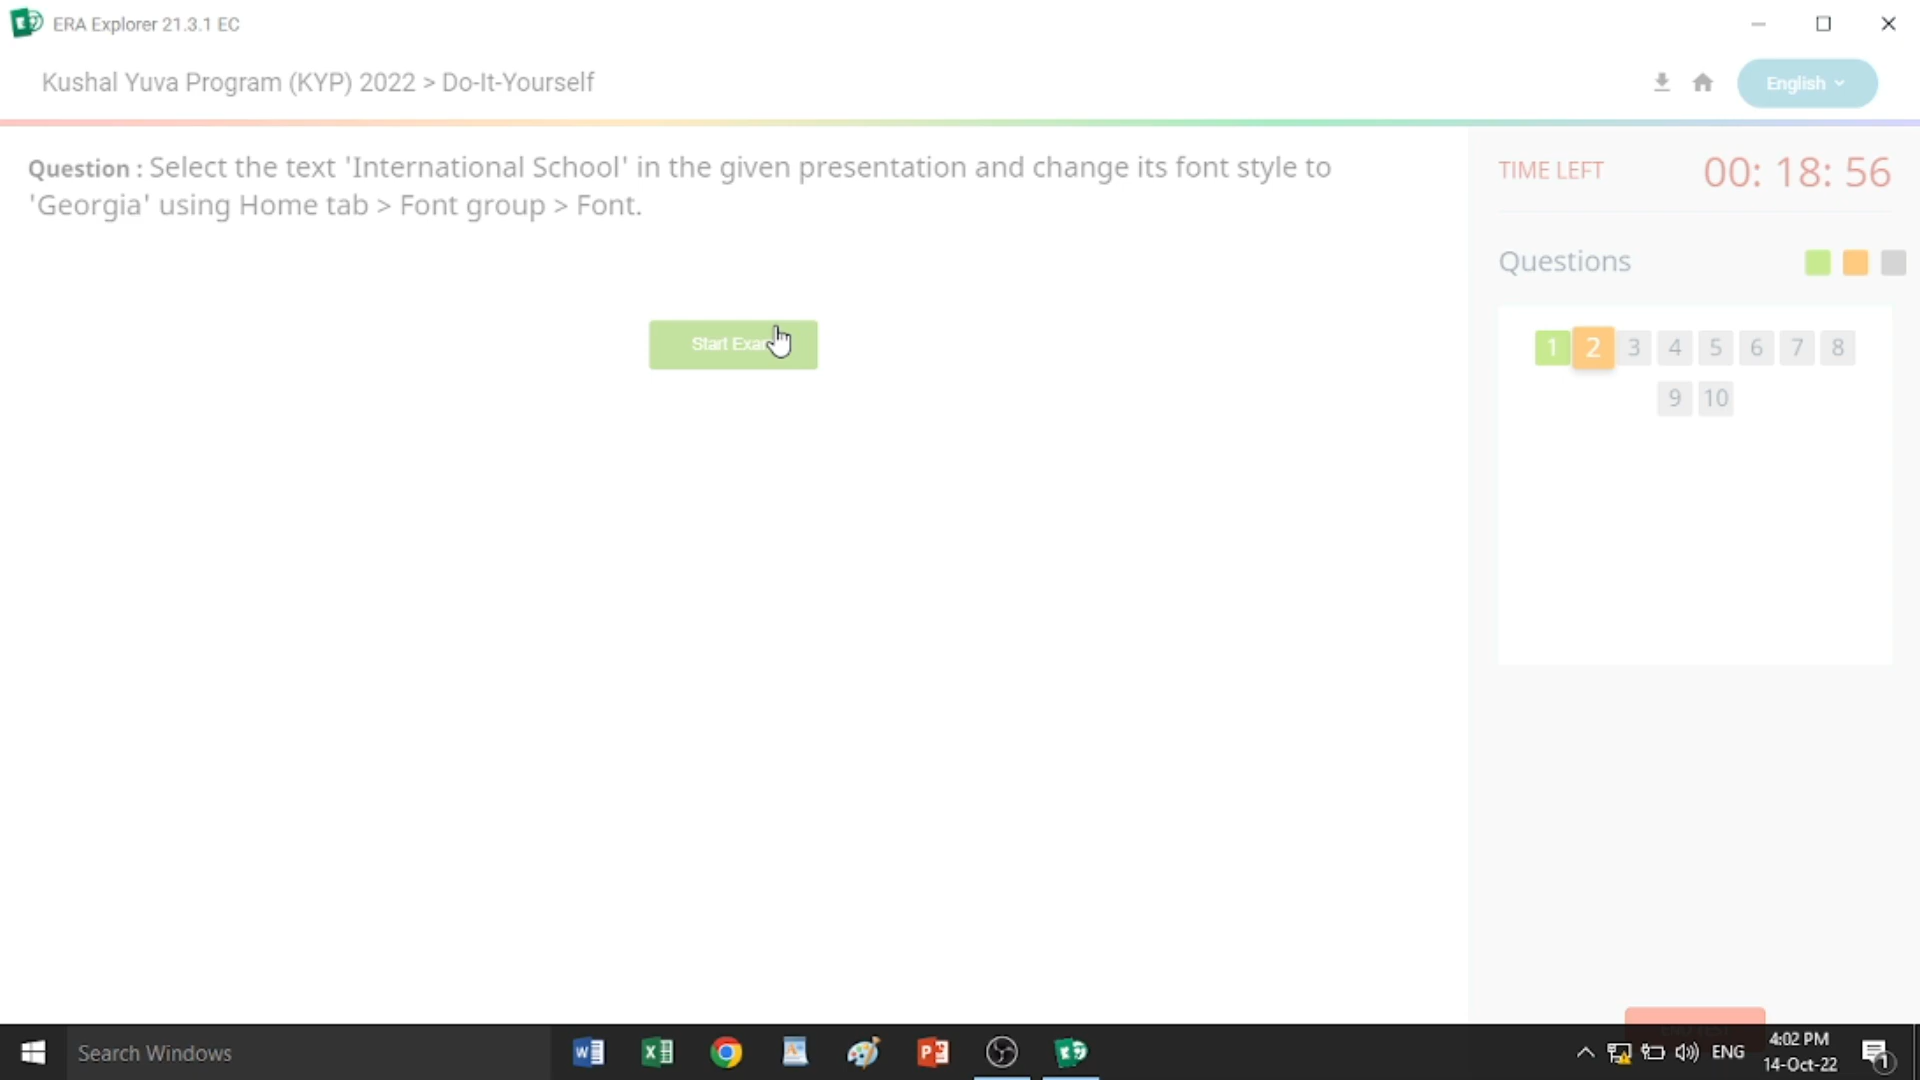 ERA Explorer 21.3.1 EC
Kushal Yuva Program (KYP) 2022 > Do-It-Yourself
English
Question : Select the text 'International School' in the given presentation and change its font style to
'Georgia' using Home tab > Font group > Font.
Start
TIME LEFT 00: 18: 56
Questions
1 2 3 4 5 6 7 8
9 10
Search Windows
ENG
4:02 PM
14-Oct-22
1